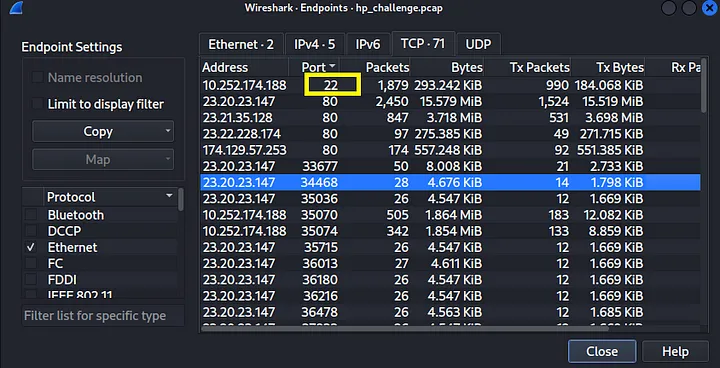 Wireshark · Endpoints · hp_challenge.pcap
Endpoint Settings
Name resolution
Limit to display filter
Copy
Map
Protocol
Bluetooth
DCCP
Ethernet
FC
FDDI
IEEE 802.11
Filter list for specific type
Ethernet · 2 IPv4 · 5 IPv6 TCP · 71 UDP
Address Port Packets Bytes Tx Packets Tx Bytes Rx Pa
10.252.174.188 22 1,879 293.242 KiB 990 184.068 KiB
23.20.23.147 80 2,450 15.579 MiB 1,524 15.519 MiB
23.21.35.128 80 847 3.718 MiB 531 3.698 MiB
23.22.228.174 80 97 275.385 KiB 49 271.715 KiB
174.129.57.253 80 174 557.248 KiB 92 551.385 KiB
23.20.23.147 33677 50 8.008 KiB 21 2.733 KiB
23.20.23.147 34468 28 4.676 KiB 14 1.798 KiB
23.20.23.147 35036 26 4.547 KiB 12 1.669 KiB
10.252.174.188 35070 505 1.864 MiB 183 12.082 KiB
10.252.174.188 35074 342 1.854 MiB 133 8.859 KiB
23.20.23.147 35715 26 4.547 KiB 12 1.669 KiB
23.20.23.147 36013 27 4.611 KiB 12 1.669 KiB
23.20.23.147 36180 26 4.547 KiB 12 1.669 KiB
23.20.23.147 36216 26 4.547 KiB 12 1.669 KiB
23.20.23.147 36478 26 4.563 KiB 12 1.685 KiB
Close Help